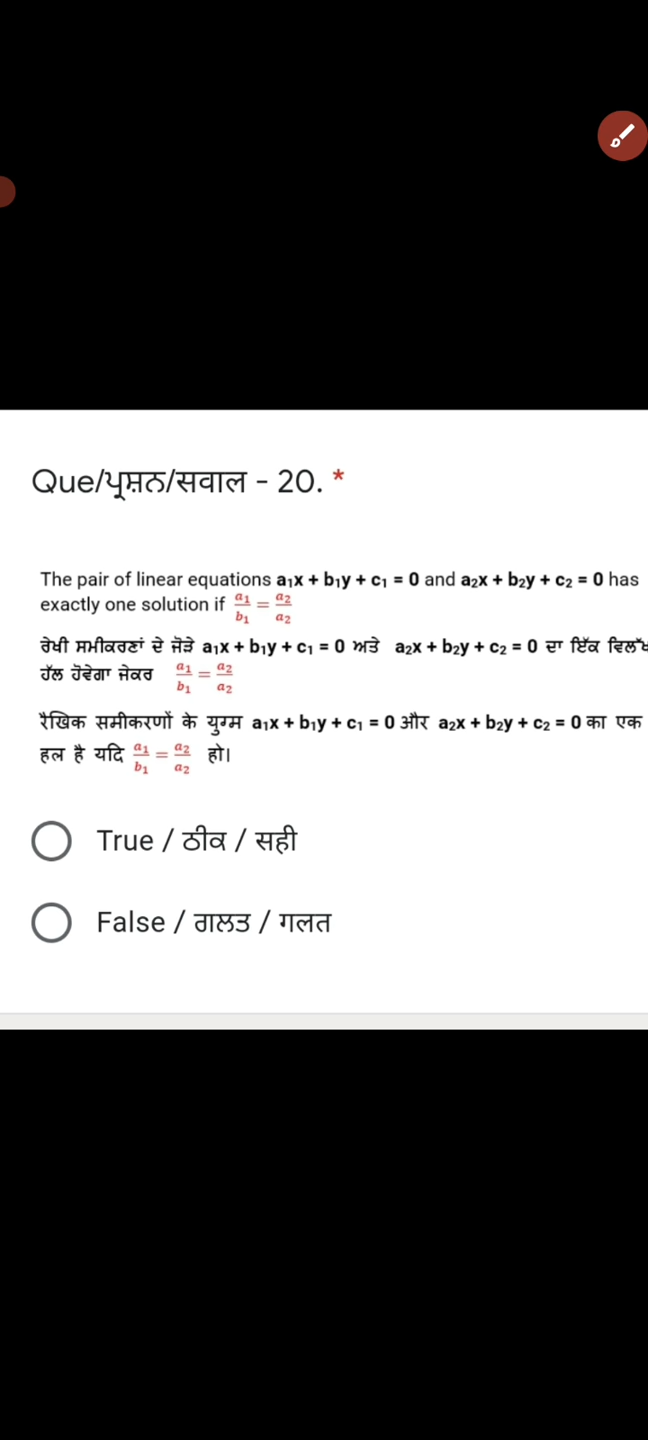 Que/ਪ੍ਰਸ਼ਨ/सवाल - 20. *
The pair of linear equations a₁x + b₁y + c₁ = 0 and a₂x + b₂y + c₂ = 0 has
exactly one solution if a₁/b₁ = a₂/a₂
ਰੇਖੀ ਸਮੀਕਰਣਾਂ ਦੇ ਜੋੜੇ a₁x + b₁y + c₁ = 0 ਅਤੇ a₂x + b₂y + c₂ = 0 ਦਾ ਇੱਕ
ਹੱਲ ਹੋਵੇਗਾ ਜੇਕਰ a₁/b₁ = a₂/a₂
रैखिक समीकरणों के युग्म a₁x + b₁y + c₁ = 0 और a₂x + b₂y + c₂ = 0 का एक
हल है यदि a₁/b₁ = a₂/a₂ हो।
True / ਠੀਕ / सही
False / ਗਲਤ / गलत